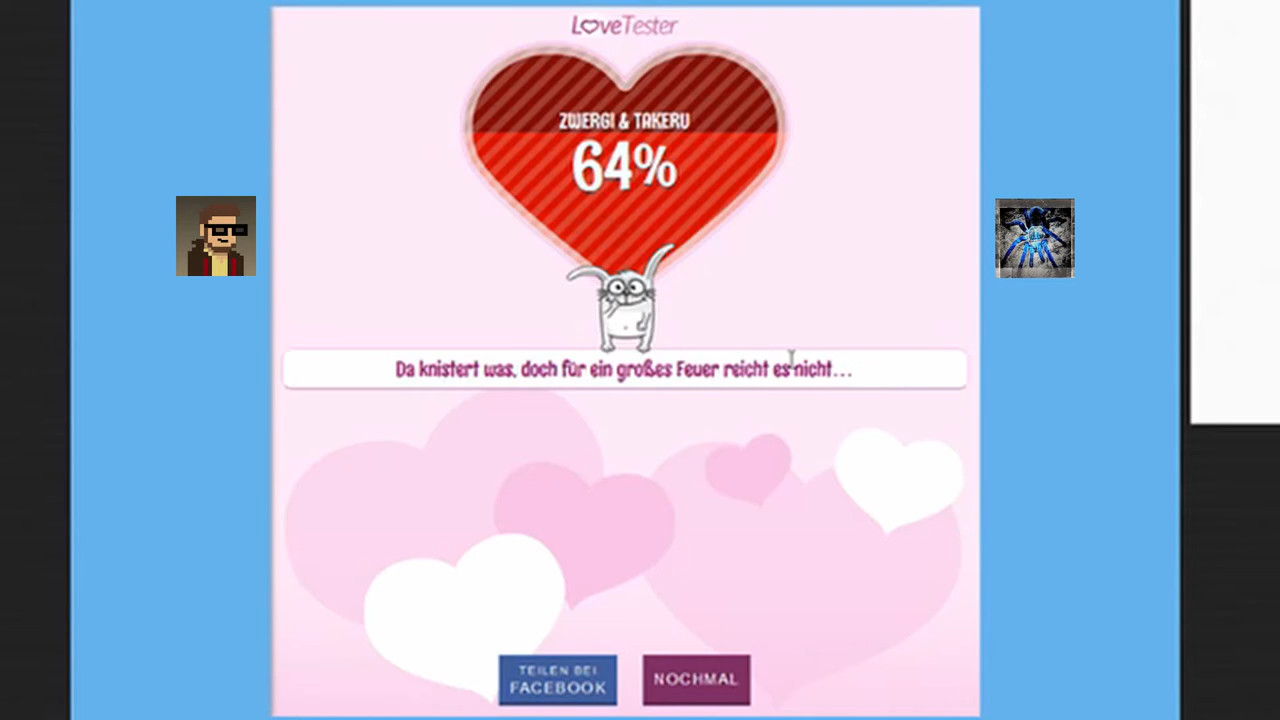 LoveTester
ZWERGI & TAKERU
64%
Da knistert was, doch für ein großes Feuer reicht es nicht...
TEILEN BEI
FACEBOOK
NOCHMAL